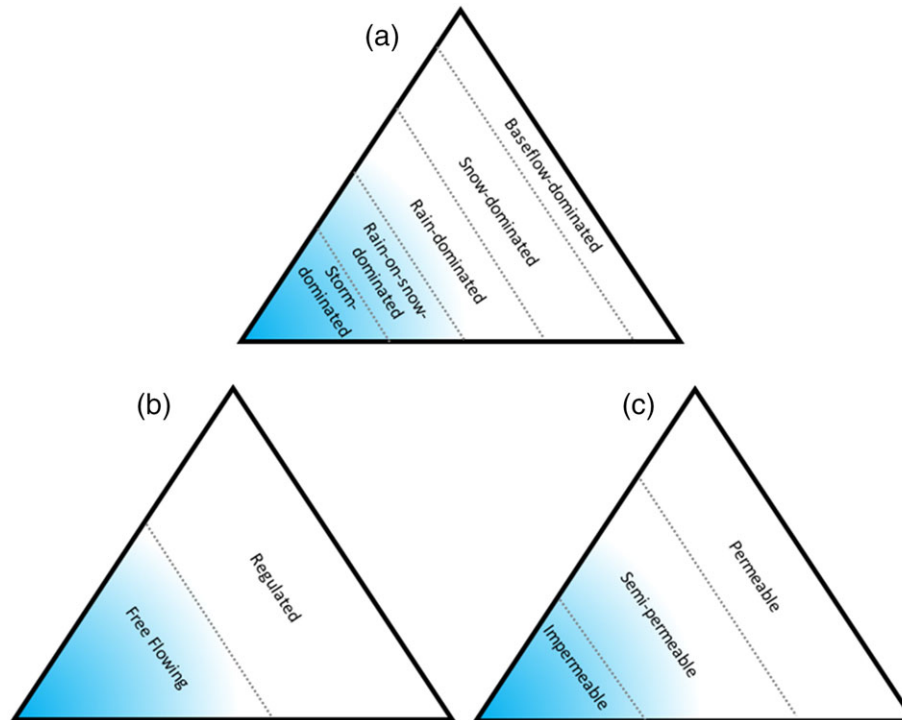 (a)
Baseflow-dominated
Snow-dominated
Rain-dominated
Rain-on-snow-
dominated
Storm-
dominated
(b)
Regulated
Free Flowing
(c)
Permeable
Semi-permeable
Impermeable